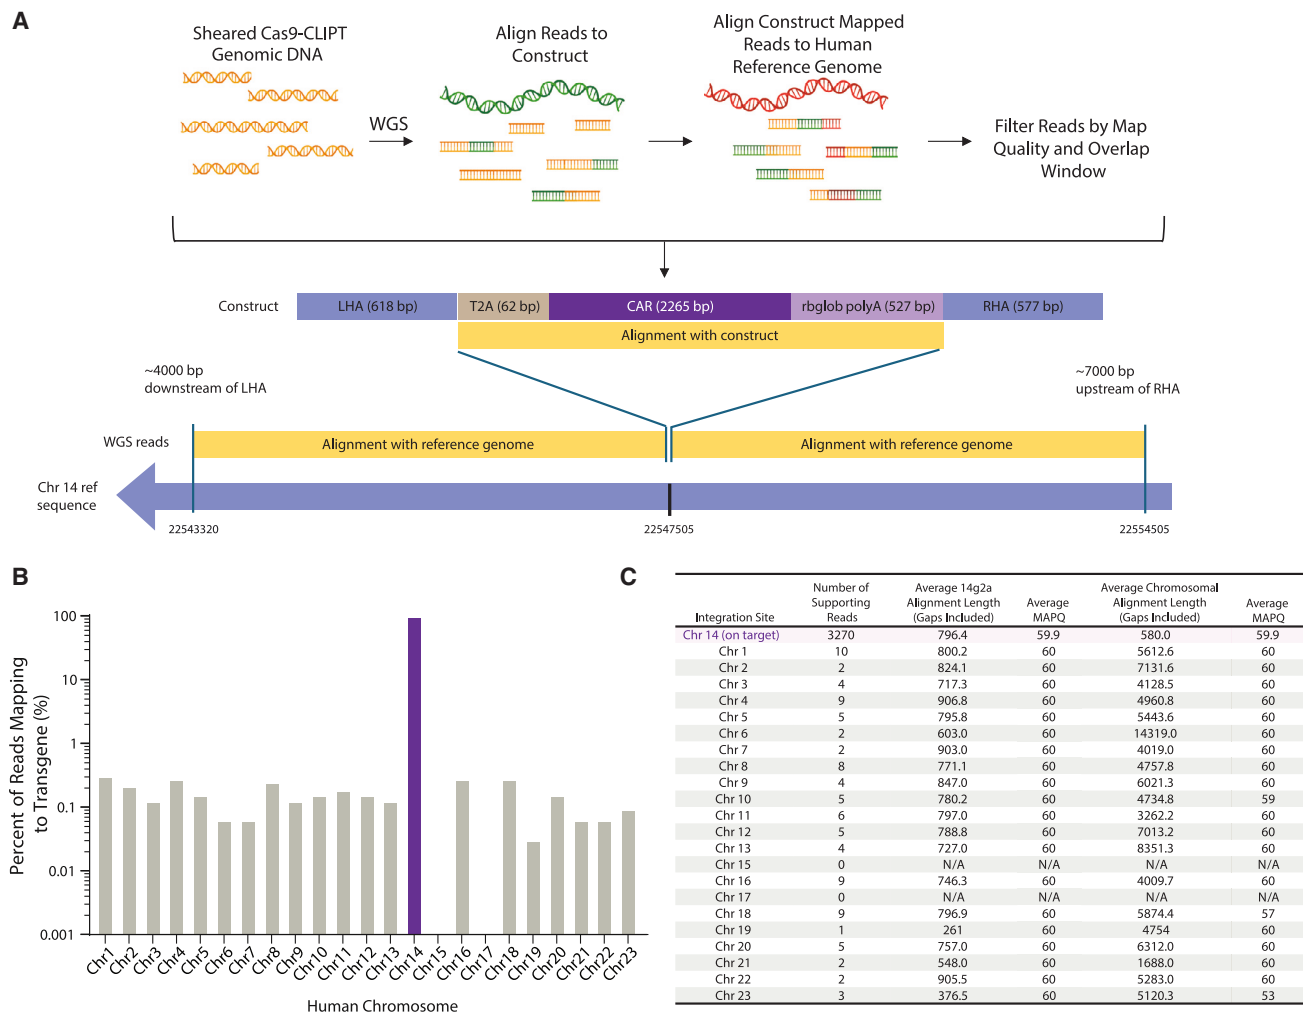 A
Sheared Cas9-CLIPT
Genomic DNA
WGS
Align Reads to
Construct
Align Construct Mapped
Reads to Human
Reference Genome
Filter Reads by Map
Quality and Overlap
Window
Construct
LHA (618 bp)
T2A (62 bp)
CAR (2265 bp)
rbglob polyA (527 bp)
RHA (577 bp)
Alignment with construct
~4000 bp
downstream of LHA
~7000 bp
upstream of RHA
WGS reads
Alignment with reference genome
Alignment with reference genome
Chr 14 ref
sequence
22543320
22547505
22554505
B
Percent of Reads Mapping
to Transgene (%)
100
10
1
0.1
0.01
0.001
Chr1
Chr2
Chr3
Chr4
Chr5
Chr6
Chr7
Chr8
Chr9
Chr10
Chr11
Chr12
Chr13
Chr14
Chr15
Chr16
Chr17
Chr18
Chr19
Chr20
Chr21
Chr22
Chr23
Human Chromosome
C
Integration Site
Number of
Supporting
Reads
Average 14g2a
Alignment Length
(Gaps Included)
Average
MAPQ
Average Chromosomal
Alignment Length
(Gaps Included)
Average
MAPQ
Chr 14 (on target) 3270 796.4 59.9 580.0 59.9
Chr 1 10 800.2 60 5612.6 60
Chr 2 2 824.1 60 7131.6 60
Chr 3 4 717.3 60 4128.5 60
Chr 4 9 906.8 60 4960.8 60
Chr 5 5 795.8 60 5443.6 60
Chr 6 2 603.0 60 14319.0 60
Chr 7 2 903.0 60 4019.0 60
Chr 8 8 771.1 60 4757.8 60
Chr 9 4 847.0 60 6021.3 60
Chr 10 5 780.2 60 4734.8 59
Chr 11 6 797.0 60 3262.2 60
Chr 12 5 788.8 60 7013.2 60
Chr 13 4 727.0 60 8351.3 60
Chr 15 0 N/A N/A N/A N/A
Chr 16 9 746.3 60 4009.7 60
Chr 17 0 N/A N/A N/A N/A
Chr 18 9 796.9 60 5874.4 57
Chr 19 1 261 60 4754 60
Chr 20 5 757.0 60 6312.0 60
Chr 21 2 548.0 60 1688.0 60
Chr 22 2 905.5 60 5283.0 60
Chr 23 3 376.5 60 5120.3 53